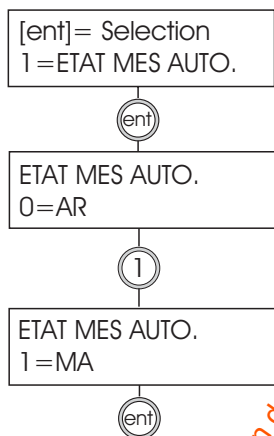 [ent]= Selection
1=ETAT MES AUTO.
ent
ETAT MES AUTO.
0=AR
1
ETAT MES AUTO.
1=MA
ent